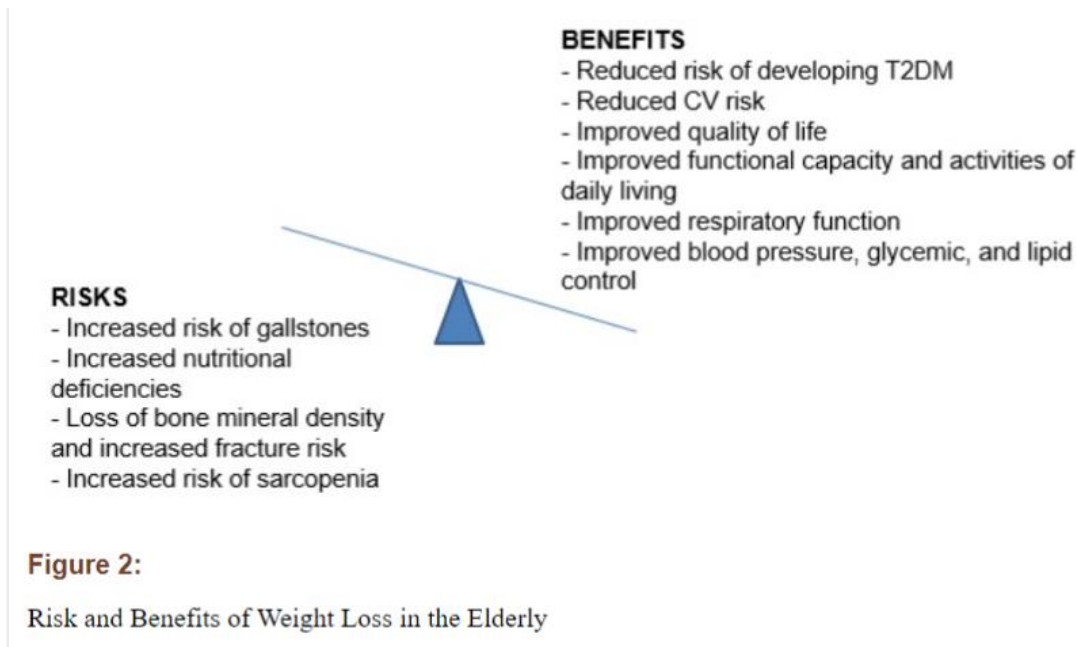 BENEFITS
- Reduced risk of developing T2DM
- Reduced CV risk
- Improved quality of life
- Improved functional capacity and activities of
daily living
- Improved respiratory function
- Improved blood pressure, glycemic, and lipid
control
RISKS
- Increased risk of gallstones
- Increased nutritional
deficiencies
- Loss of bone mineral density
and increased fracture risk
- Increased risk of sarcopenia
Figure 2:
Risk and Benefits of Weight Loss in the Elderly